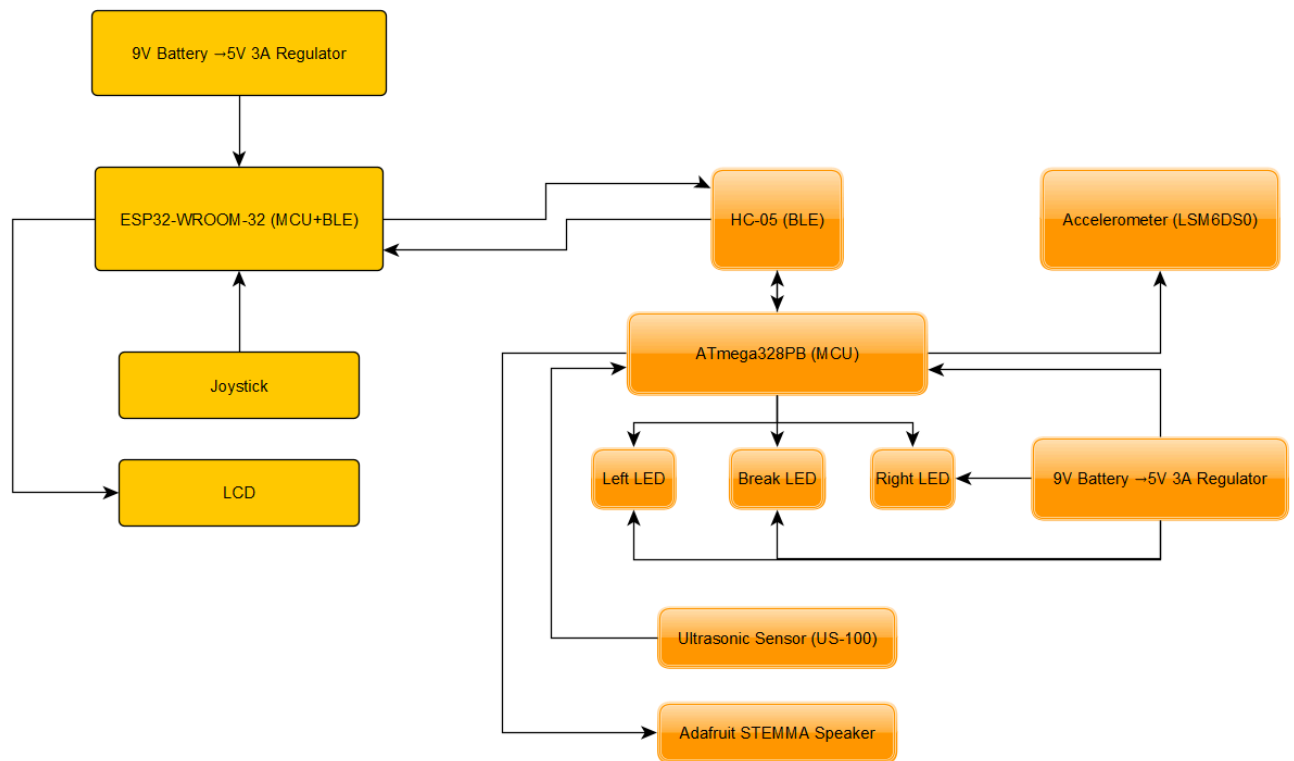 9V Battery →5V 3A Regulator
ESP32-WROOM-32 (MCU+BLE)
Joystick
LCD
HC-05 (BLE)
Accelerometer (LSM6DS0)
ATmega328PB (MCU)
Left LED
Break LED
Right LED
9V Battery →5V 3A Regulator
Ultrasonic Sensor (US-100)
Adafruit STEMMA Speaker